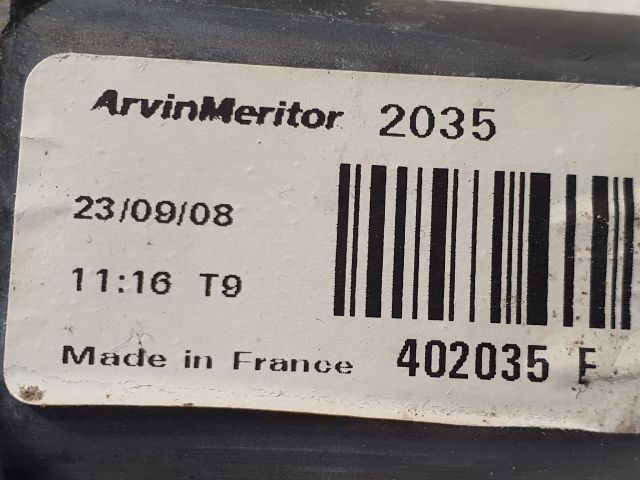 ArvinMeritor 2035
23/09/08
11:16 T9
Made in France
402035